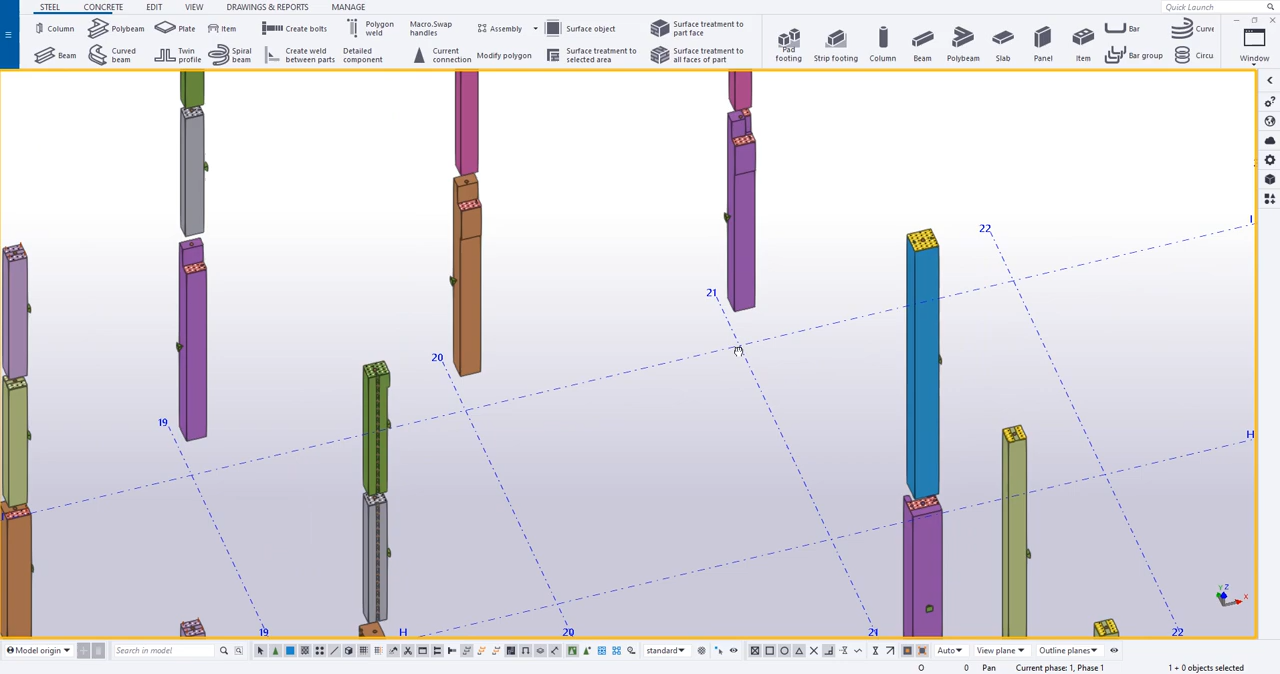 STEEL CONCRETE EDIT VIEW DRAWINGS & REPORTS MANAGE Quick Launch
Column Polybeam Plate Item Create bolts Polygon weld Macro.Swap handles Assembly Surface object Surface treatment to part face
Beam Curved beam Twin profile Spiral beam Create weld between parts Detailed component Current connection Modify polygon Surface treatment to selected area Surface treatment to all faces of part
Pad footing Strip footing Column Beam Polybeam Slab Panel Item Bar Bar group Curve Circu Window
22
I
21
20
19
H
H
19
20
21
22
Y Z X
Model origin Search in model standard Auto View plane Outline planes
O 0 Pan Current phase: 1, Phase 1 1 + 0 objects selected